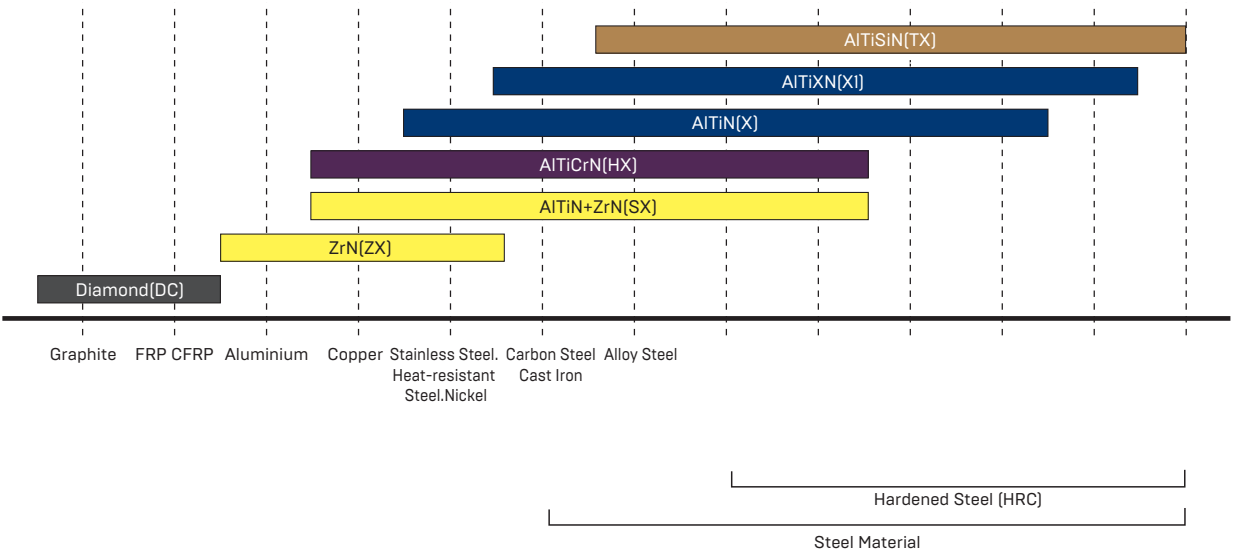 AlTiSiN(TX)
AlTiXN(X1)
AlTiN(X)
AlTiCrN(HX)
AlTiN+ZrN(SX)
ZrN(ZX)
Diamond(DC)
Graphite FRP CFRP Aluminium Copper Stainless Steel. Carbon Steel Alloy Steel
Heat-resistant Cast Iron
Steel.Nickel
Hardened Steel (HRC)
Steel Material